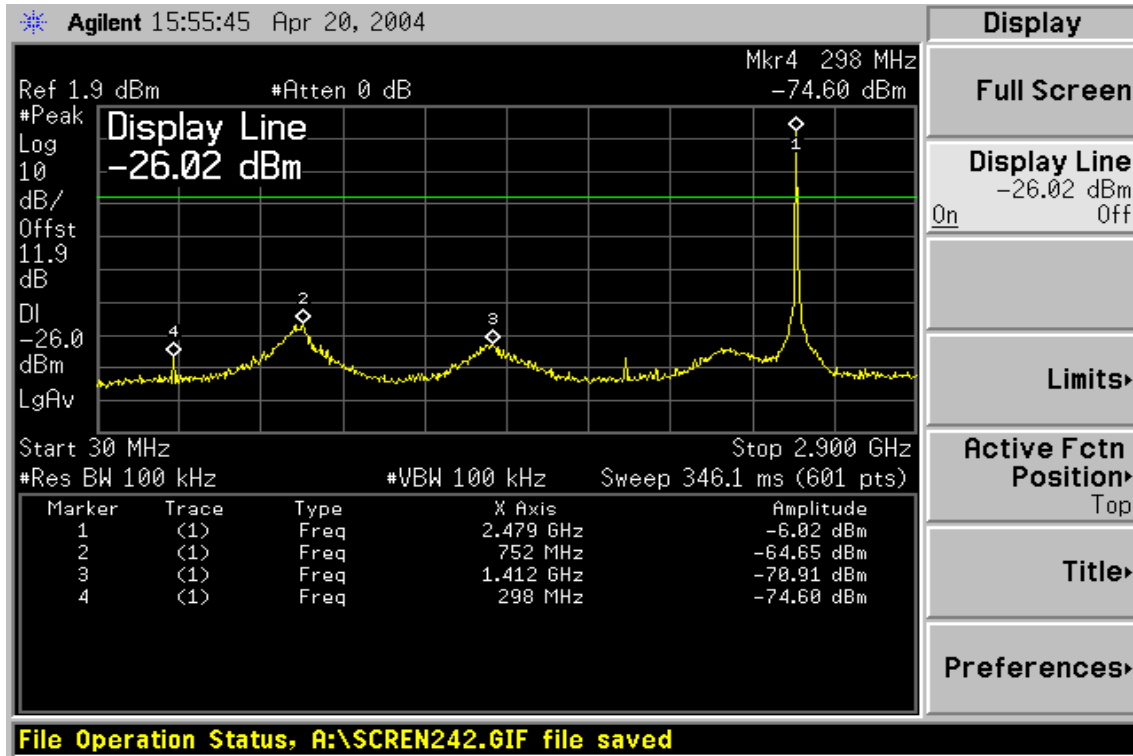 Agilent 15:55:45 Apr 20, 2004
Mkr4 298 MHz
Ref 1.9 dBm #Atten 0 dB -74.60 dBm
#Peak
Log
10
dB/
Offst
11.9
dB
DI
-26.0
dBm
LgAv
Display Line
-26.02 dBm
1
2
3
4
Start 30 MHz Stop 2.900 GHz
#Res BW 100 kHz #VBW 100 kHz Sweep 346.1 ms (601 pts)
Marker Trace Type X Axis Amplitude
1 (1) Freq 2.479 GHz -6.02 dBm
2 (1) Freq 752 MHz -64.65 dBm
3 (1) Freq 1.412 GHz -70.91 dBm
4 (1) Freq 298 MHz -74.60 dBm
Display
Full Screen
Display Line
-26.02 dBm
On Off
Limits
Active Fctn
Position
Top
Title
Preferences
File Operation Status, A:\SCREN242.GIF file saved